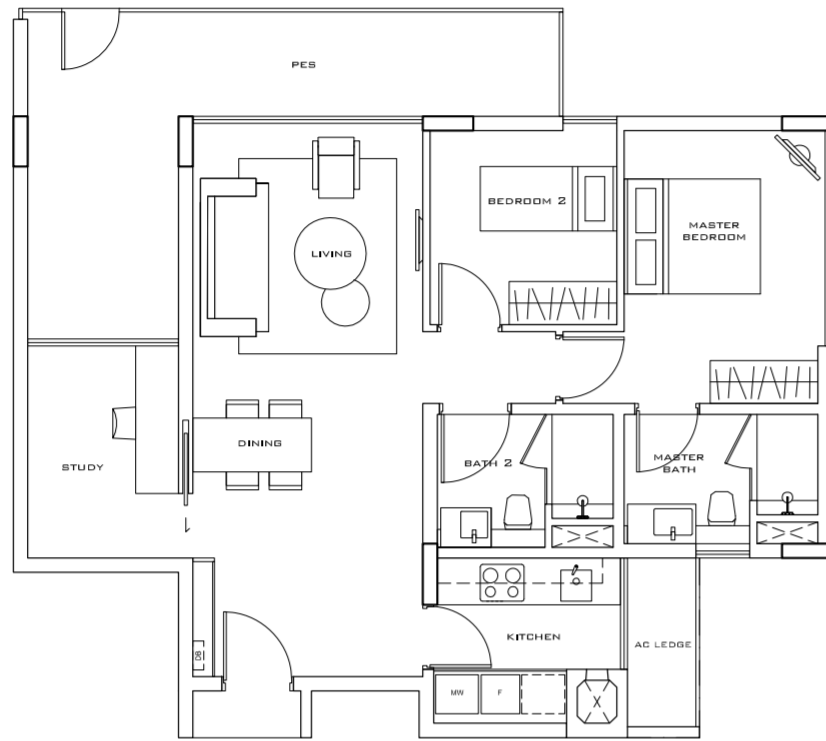 PES
BEDROOM 2
MASTER
BEDROOM
LIVING
DINING
STUDY
BATH 2
MASTER
BATH
KITCHEN
AC LEDGE
DB
MW
F